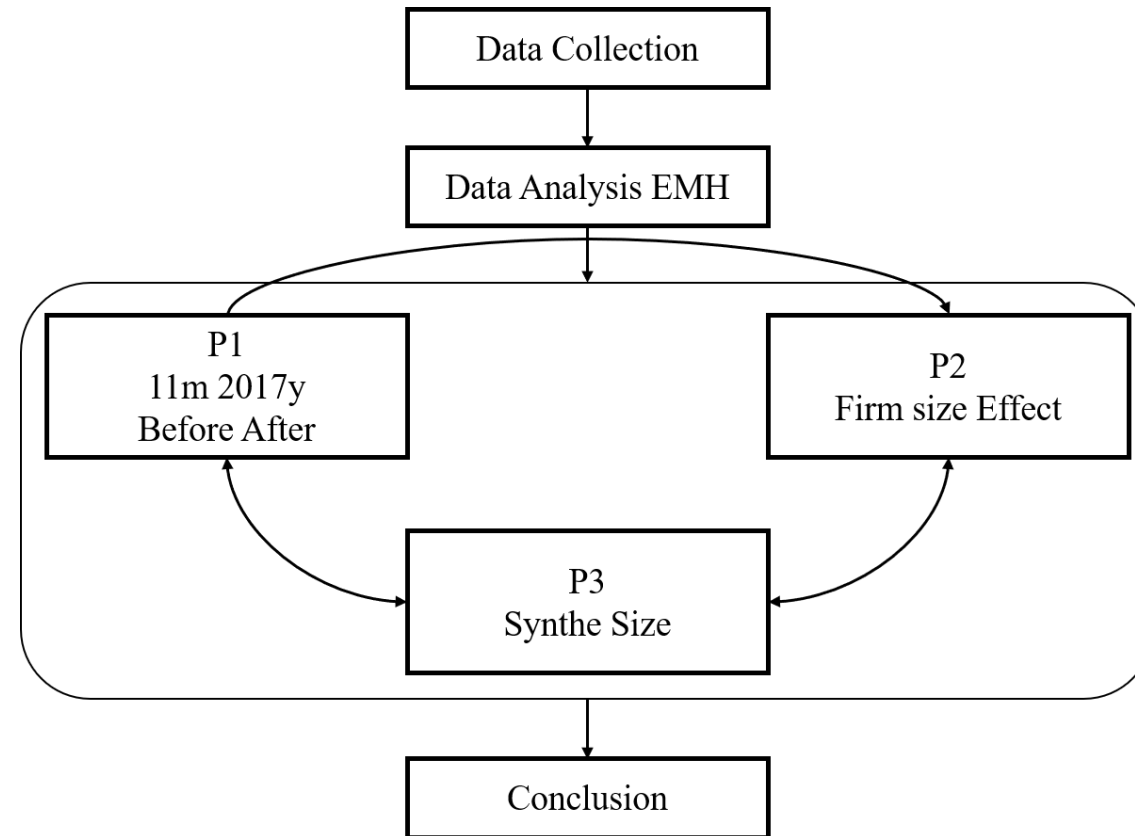 Data Collection
Data Analysis EMH
P1
11m 2017y
Before After
P2
Firm size Effect
P3
Synthe Size
Conclusion